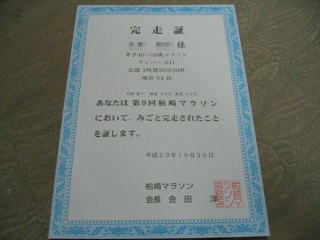 完走証
様
男子40～59歳マラソン
ナンバー 341
記録 3時間35分20秒
順位 54位
あなたは第9回柏崎マラソン
において、みごと完走されたこと
を証します。
平成23年10月30日
柏崎マラソン
会長 会田 洋